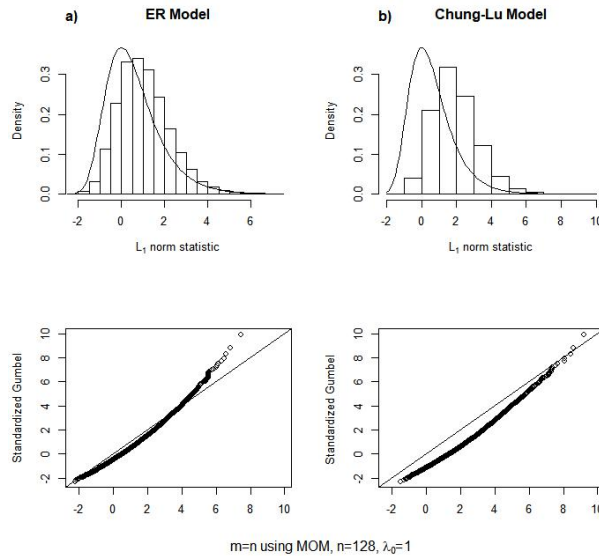 a) ER Model
b) Chung-Lu Model
Density
0.0 0.1 0.2 0.3
-2 0 2 4 6
L1 norm statistic
Density
0.0 0.1 0.2 0.3
-2 0 2 4 6 8 10
L1 norm statistic
Standardized Gumbel
-2 0 2 4 6 8 10
-2 0 2 4 6 8 10
Standardized Gumbel
-2 0 2 4 6 8 10
-2 0 2 4 6 8 10
m=n using MOM, n=128, λ0=1